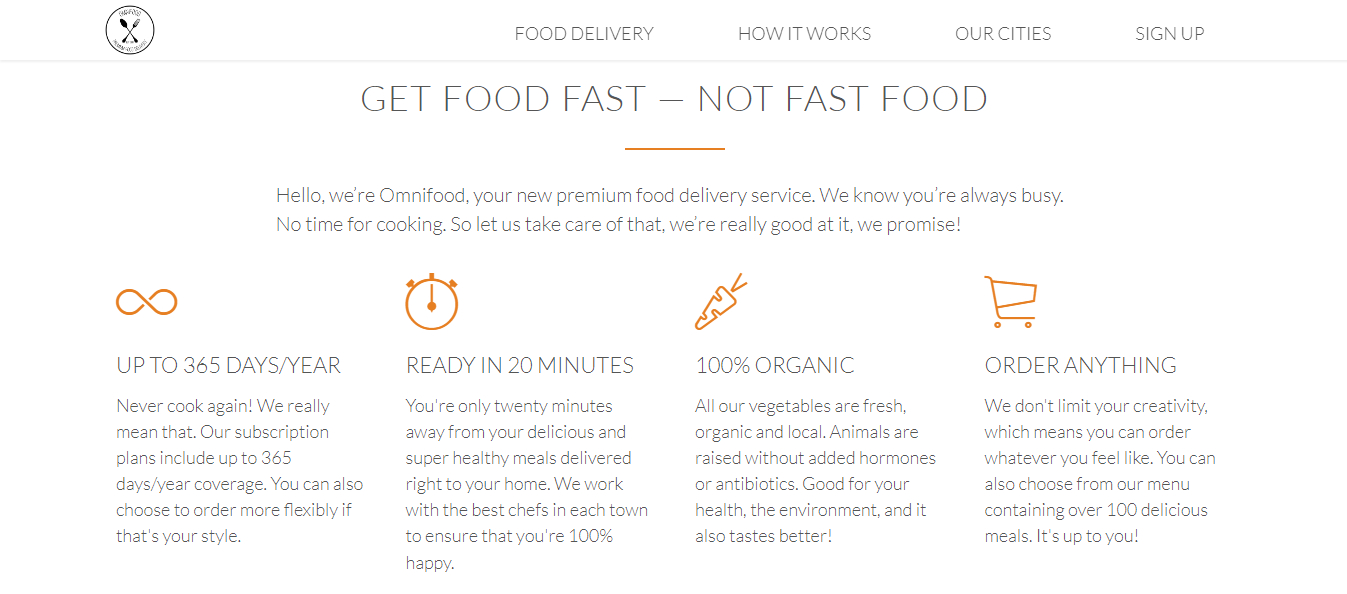 OMNIFOOD
FOOD DELIVERY HOW IT WORKS OUR CITIES SIGN UP
GET FOOD FAST — NOT FAST FOOD
Hello, we’re Omnifood, your new premium food delivery service. We know you’re always busy.
No time for cooking. So let us take care of that, we’re really good at it, we promise!
UP TO 365 DAYS/YEAR
Never cook again! We really
mean that. Our subscription
plans include up to 365
days/year coverage. You can also
choose to order more flexibly if
that's your style.
READY IN 20 MINUTES
You're only twenty minutes
away from your delicious and
super healthy meals delivered
right to your home. We work
with the best chefs in each town
to ensure that you're 100%
happy.
100% ORGANIC
All our vegetables are fresh,
organic and local. Animals are
raised without added hormones
or antibiotics. Good for your
health, the environment, and it
also tastes better!
ORDER ANYTHING
We don't limit your creativity,
which means you can order
whatever you feel like. You can
also choose from our menu
containing over 100 delicious
meals. It's up to you!